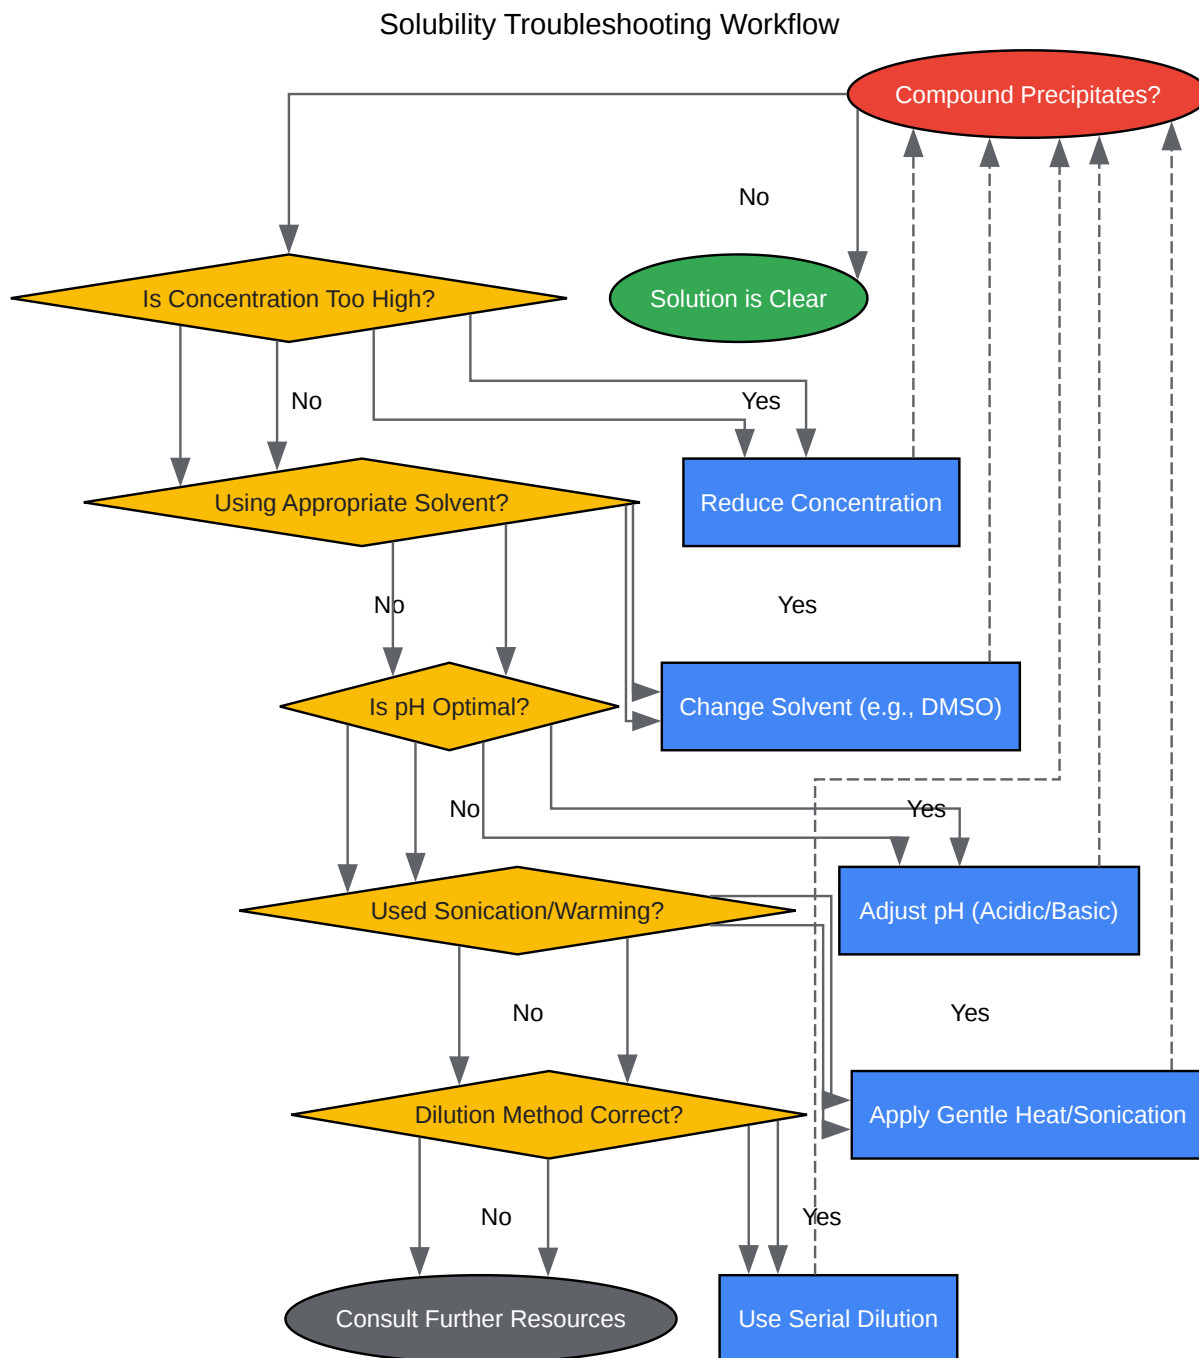 Solubility Troubleshooting Workflow
Compound Precipitates?
No
Is Concentration Too High?
Solution is Clear
No
Yes
Using Appropriate Solvent?
Reduce Concentration
No
Yes
Is pH Optimal?
Change Solvent (e.g., DMSO)
No
Yes
Used Sonication/Warming?
Adjust pH (Acidic/Basic)
No
Yes
Dilution Method Correct?
Apply Gentle Heat/Sonication
No
Yes
Consult Further Resources
Use Serial Dilution